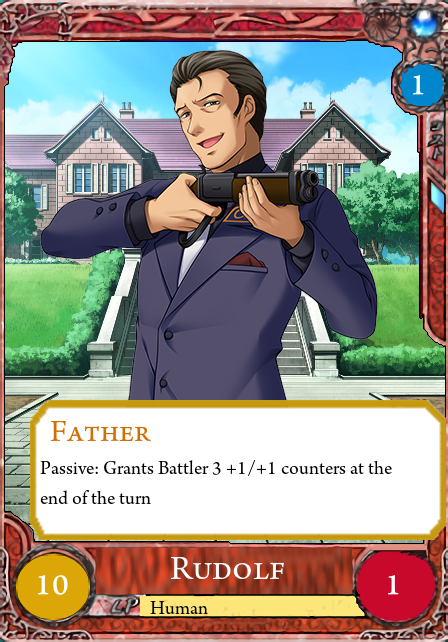 1
Father
Passive: Grants Battler 3 +1/+1 counters at the
end of the turn
Rudolf
10
1
LP
Human